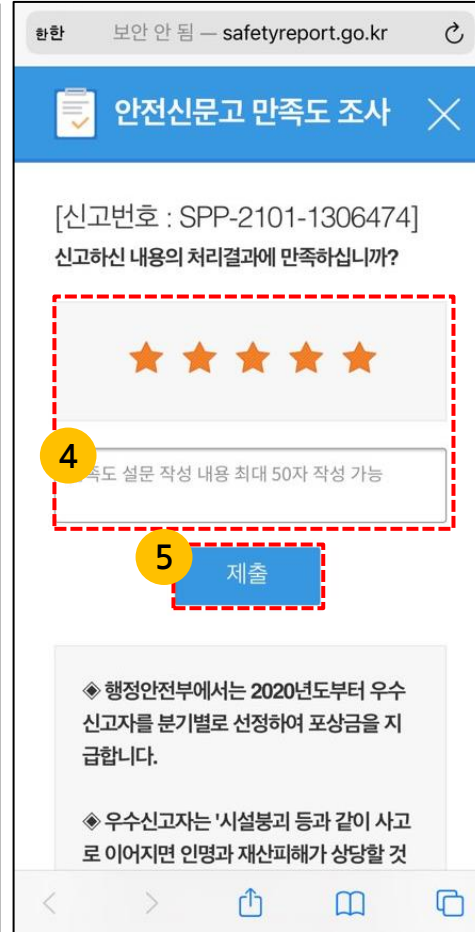 한한 보안 안 됨 — safetyreport.go.kr
안전신문고 만족도 조사
[신고번호 : SPP-2101-1306474]
신고하신 내용의 처리결과에 만족하십니까?
4
족도 설문 작성 내용 최대 50자 작성 가능
5
제출
◈ 행정안전부에서는 2020년도부터 우수
신고자를 분기별로 선정하여 포상금을 지
급합니다.
◈ 우수신고자는 '시설붕괴 등과 같이 사고
로 이어지면 인명과 재산피해가 상당할 것